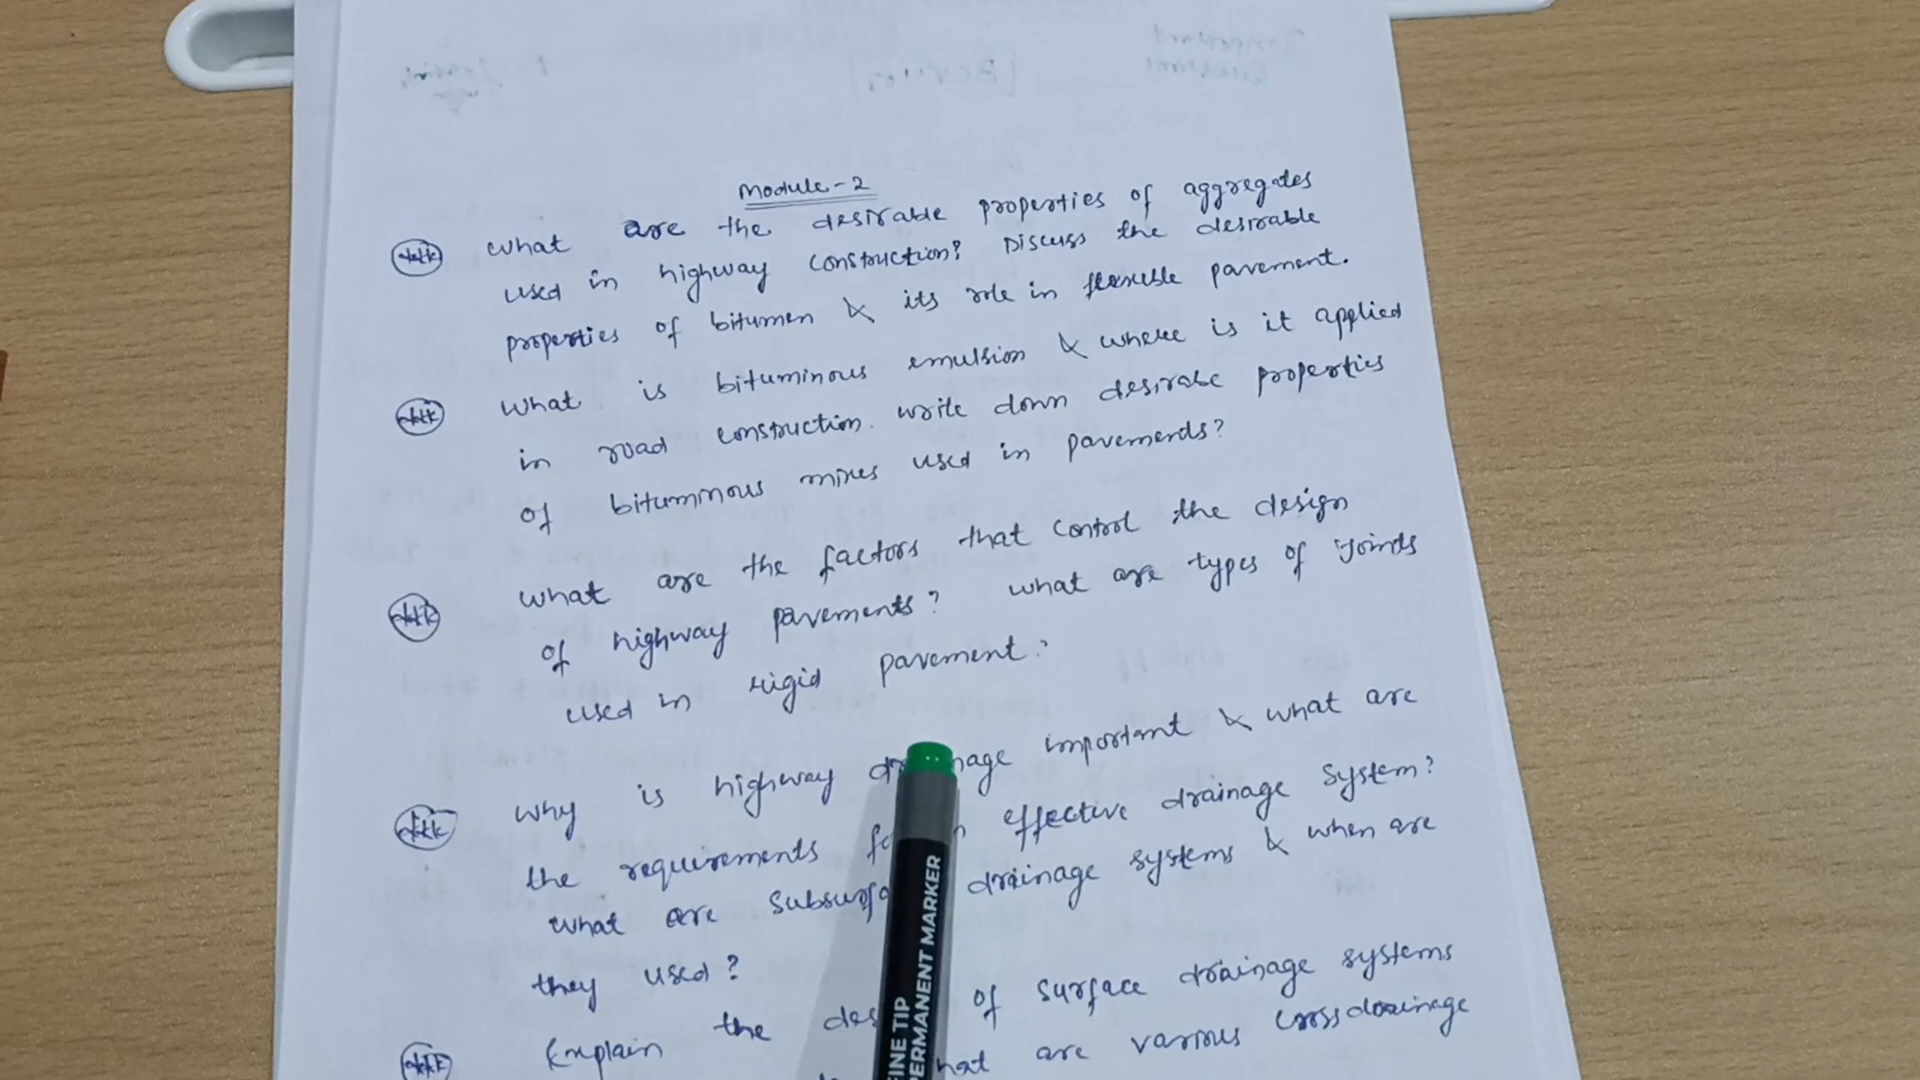 Module-2
What are the desirable properties of aggregates
used in highway construction? Discuss the desirable
properties of bitumen & its role in flexible pavement.
What is bituminous emulsion & where is it applied
in road construction. write down desirable properties
of bituminous mixes used in pavements?
What are the factors that control the design
of highway pavements? what are types of Joints
used in rigid pavement?
Why is highway important & what are
the requirements effective drainage System?
what are drainage systems & when are
they used?
Explain the of surface drainage systems
are various crossdrainage
FINE TIP
PERMANENT MARKER